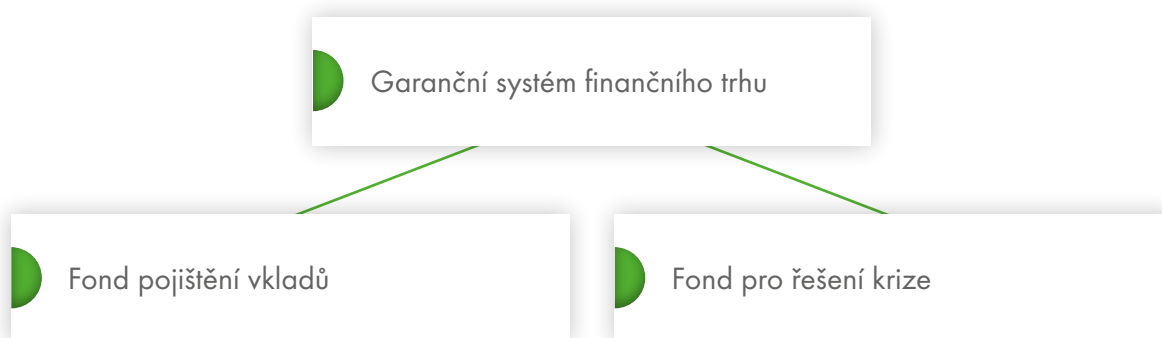 Garanční systém finančního trhu
Fond pojištění vkladů
Fond pro řešení krize